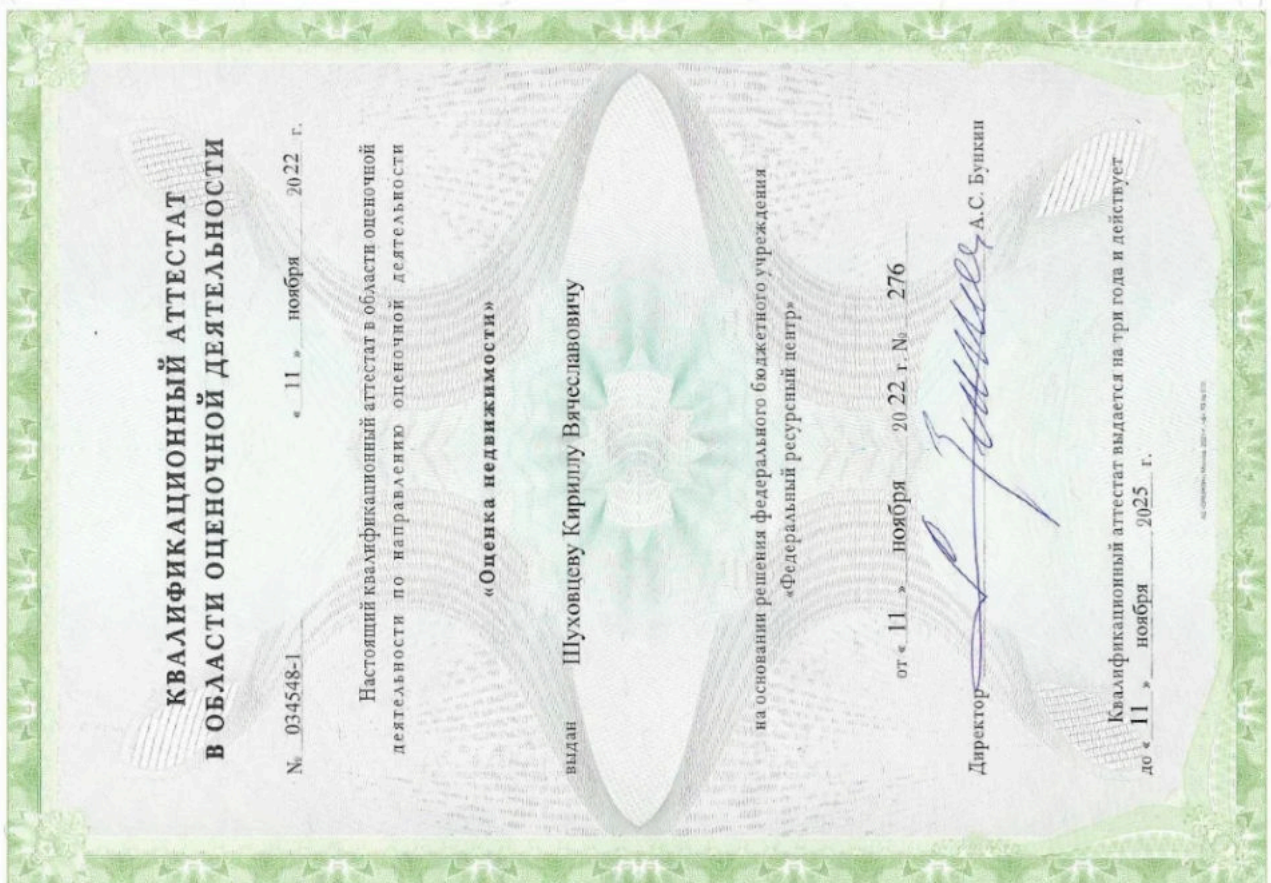 КВАЛИФИКАЦИОННЫЙ АТТЕСТАТ
В ОБЛАСТИ ОЦЕНОЧНОЙ ДЕЯТЕЛЬНОСТИ
№ 034548-1 « 11 » ноября 2022 г.
Настоящий квалификационный аттестат в области оценочной
деятельности по направлению оценочной деятельности
«Оценка недвижимости»
выдан Шуховцеву Кириллу Вячеславовичу
на основании решения федерального бюджетного учреждения
«Федеральный ресурсный центр»
от « 11 » ноября 20 22 г. № 276
Директор А.С. Бункин
Квалификационный аттестат выдается на три года и действует
до « 11 » ноября 2025 г.